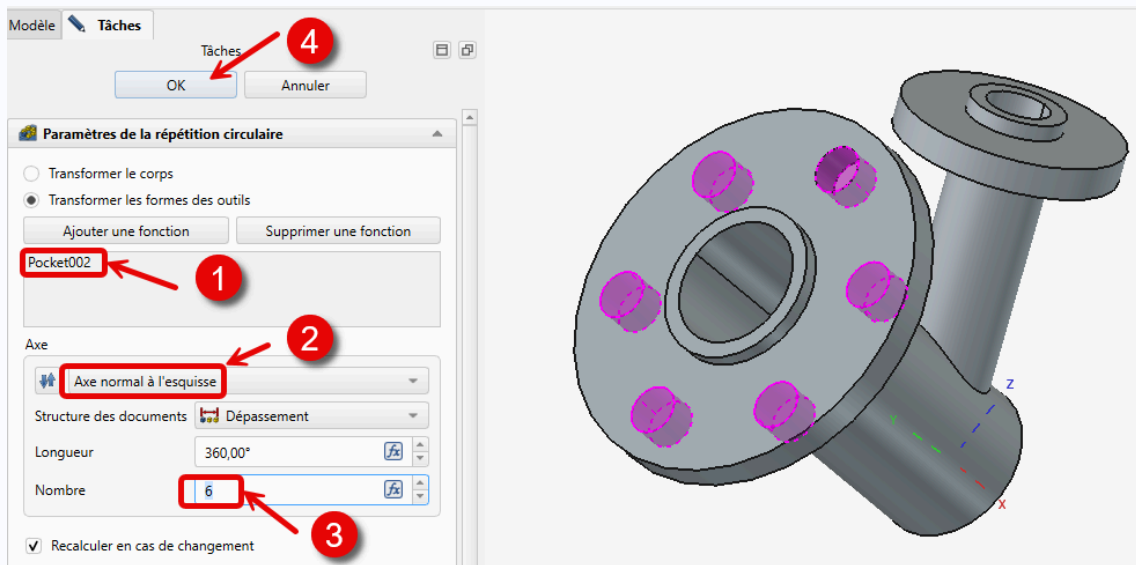 Modèle Tâches
Tâches
4
OK Annuler
Paramètres de la répétition circulaire
Transformer le corps
Transformer les formes des outils
Ajouter une fonction Supprimer une fonction
Pocket002
1
Axe
2
Axe normal à l'esquisse
Structure des documents Dépassement
Longueur 360,00° fx
Nombre 6 fx
3
Recalculer en cas de changement
Z
Y
X